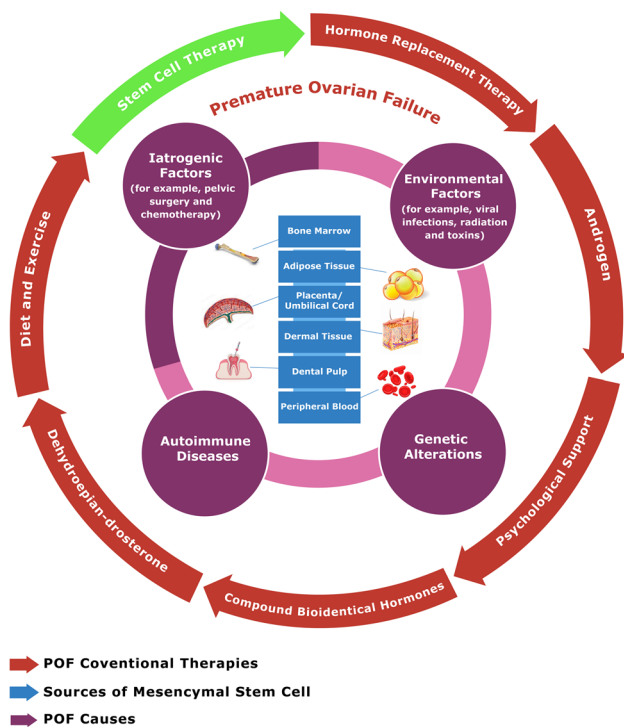 Stem Cell Therapy
Hormone Replacement Therapy
Androgen
Psychological Support
Compound Bioidentical Hormones
Dehydroepian-drosterone
Diet and Exercise
Premature Ovarian Failure
Iatrogenic
Factors
(for example, pelvic
surgery and
chemotherapy)
Environmental
Factors
(for example, viral
infections, radiation
and toxins)
Bone Marrow
Adipose Tissue
Placenta/
Umbilical Cord
Dermal Tissue
Dental Pulp
Peripheral Blood
Autoimmune
Diseases
Genetic
Alterations
POF Coventional Therapies
Sources of Mesencymal Stem Cell
POF Causes